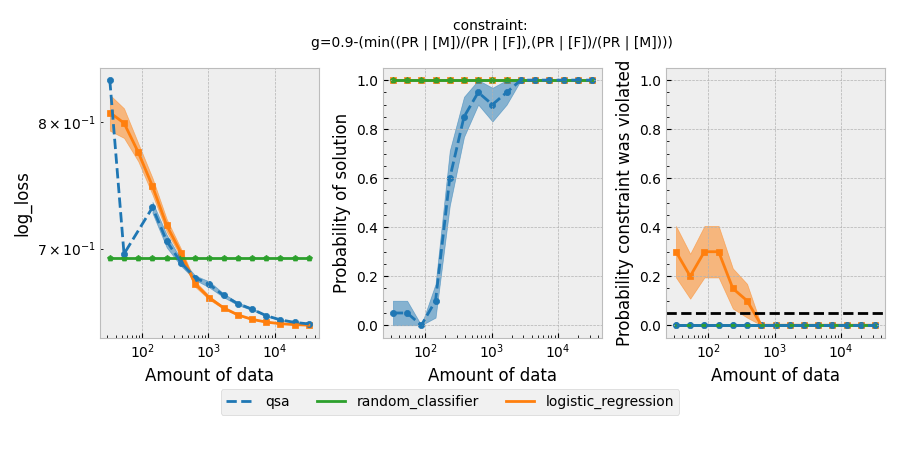 constraint:
g=0.9-(min((PR | [M])/(PR | [F]),(PR | [F])/(PR | [M])))
log_loss
8 × 10⁻¹
7 × 10⁻¹
10² 10³ 10⁴
Amount of data
Probability of solution
1.0
0.8
0.6
0.4
0.2
0.0
10² 10³ 10⁴
Amount of data
Probability constraint was violated
1.0
0.8
0.6
0.4
0.2
0.0
10² 10³ 10⁴
Amount of data
qsa random_classifier logistic_regression